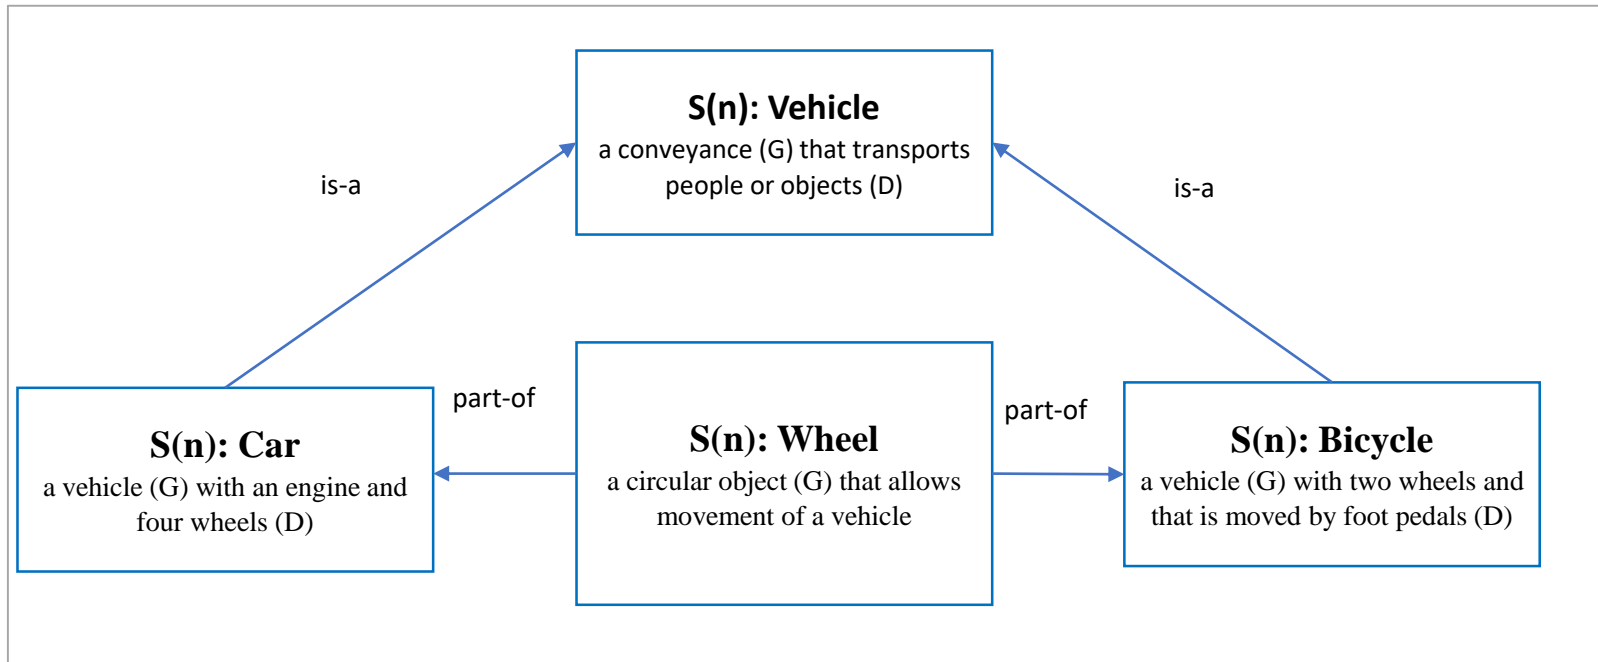 S(n): Vehicle
a conveyance (G) that transports
people or objects (D)
is-a
is-a
part-of
part-of
S(n): Car
a vehicle (G) with an engine and
four wheels (D)
S(n): Wheel
a circular object (G) that allows
movement of a vehicle
S(n): Bicycle
a vehicle (G) with two wheels and
that is moved by foot pedals (D)